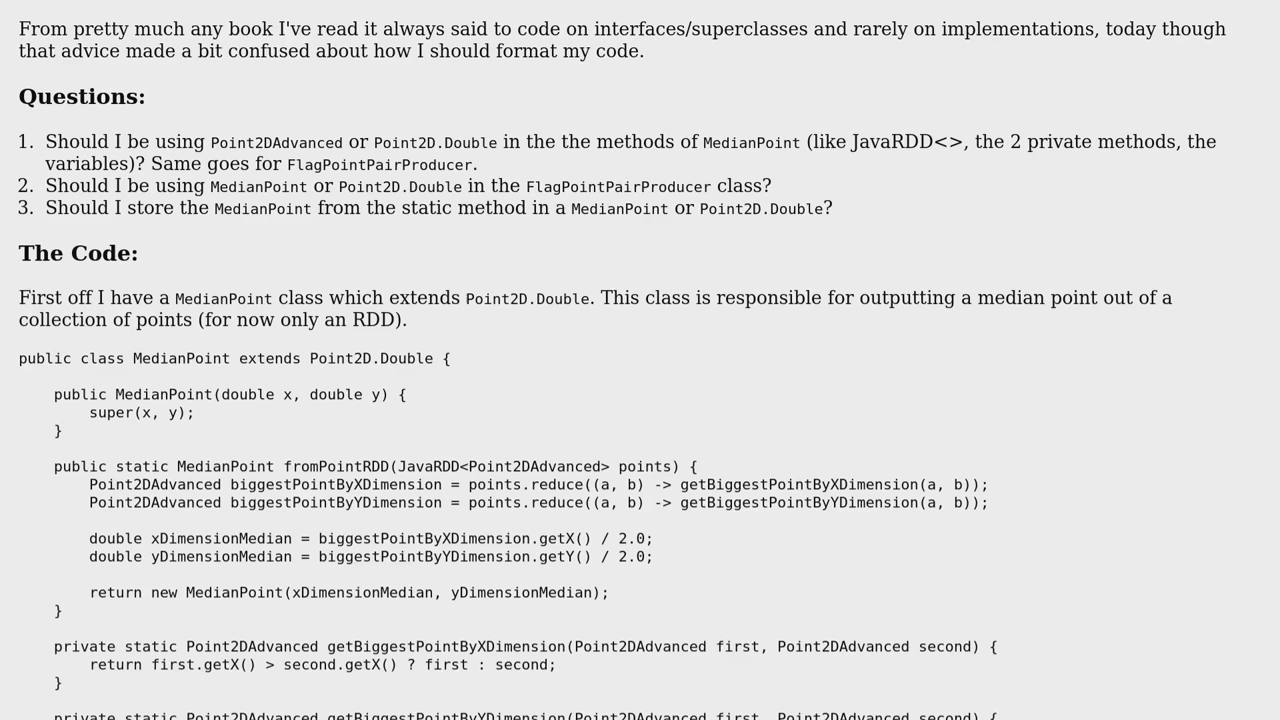 From pretty much any book I've read it always said to code on interfaces/superclasses and rarely on implementations, today though
that advice made a bit confused about how I should format my code.
Questions:
1. Should I be using Point2DAdvanced or Point2D.Double in the the methods of MedianPoint (like JavaRDD<>, the 2 private methods, the
variables)? Same goes for FlagPointPairProducer.
2. Should I be using MedianPoint or Point2D.Double in the FlagPointPairProducer class?
3. Should I store the MedianPoint from the static method in a MedianPoint or Point2D.Double?
The Code:
First off I have a MedianPoint class which extends Point2D.Double. This class is responsible for outputting a median point out of a
collection of points (for now only an RDD).
public class MedianPoint extends Point2D.Double {
    public MedianPoint(double x, double y) {
        super(x, y);
    }
    public static MedianPoint fromPointRDD(JavaRDD<Point2DAdvanced> points) {
        Point2DAdvanced biggestPointByXDimension = points.reduce((a, b) -> getBiggestPointByXDimension(a, b));
        Point2DAdvanced biggestPointByYDimension = points.reduce((a, b) -> getBiggestPointByYDimension(a, b));
        double xDimensionMedian = biggestPointByXDimension.getX() / 2.0;
        double yDimensionMedian = biggestPointByYDimension.getY() / 2.0;
        return new MedianPoint(xDimensionMedian, yDimensionMedian);
    }
    private static Point2DAdvanced getBiggestPointByXDimension(Point2DAdvanced first, Point2DAdvanced second) {
        return first.getX() > second.getX() ? first : second;
    }
    private static Point2DAdvanced getBiggestPointByYDimension(Point2DAdvanced first, Point2DAdvanced second) {